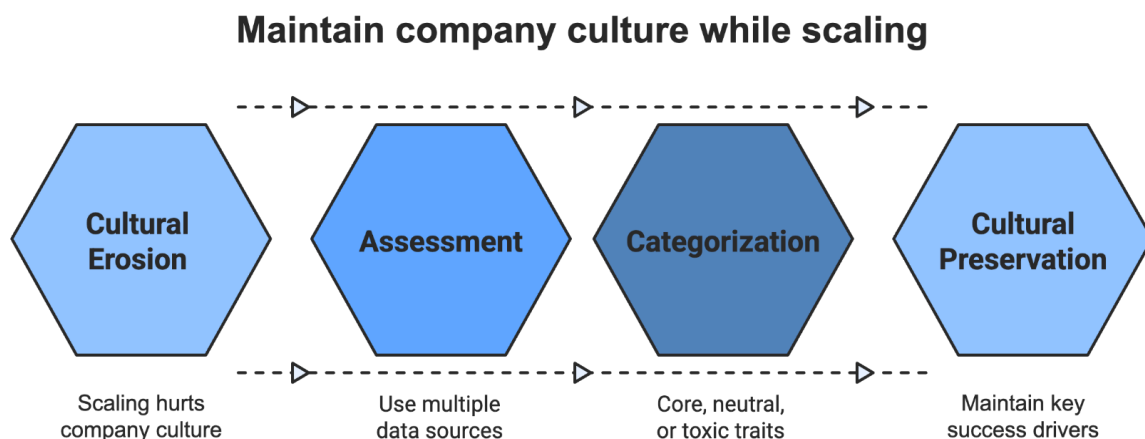 Maintain company culture while scaling
Cultural
Erosion
Assessment
Categorization
Cultural
Preservation
Scaling hurts
company culture
Use multiple
data sources
Core, neutral,
or toxic traits
Maintain key
success drivers